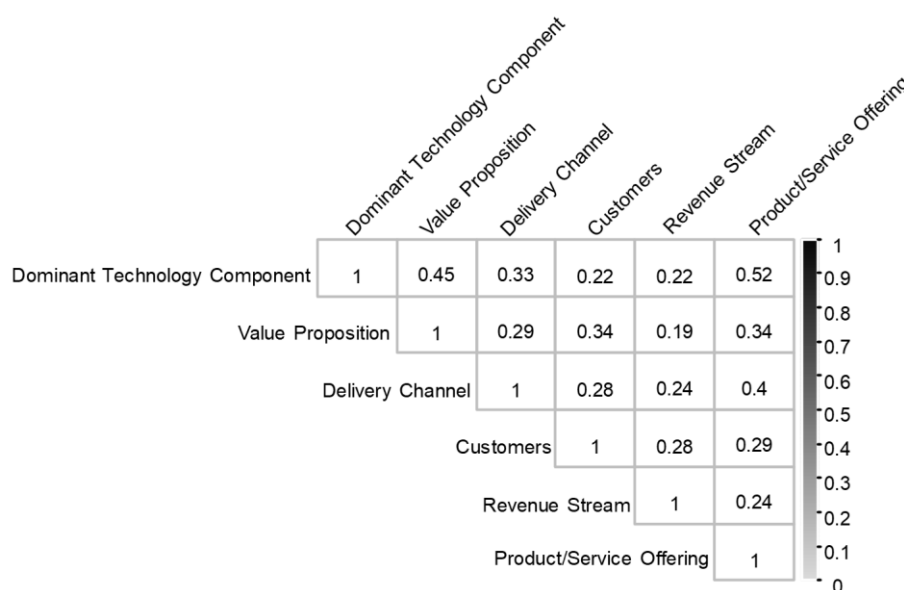 Dominant Technology Component
Value Proposition
Delivery Channel
Customers
Revenue Stream
Product/Service Offering
Dominant Technology Component 1 0.45 0.33 0.22 0.22 0.52
Value Proposition 1 0.29 0.34 0.19 0.34
Delivery Channel 1 0.28 0.24 0.4
Customers 1 0.28 0.29
Revenue Stream 1 0.24
Product/Service Offering 1
1
0.9
0.8
0.7
0.6
0.5
0.4
0.3
0.2
0.1
0